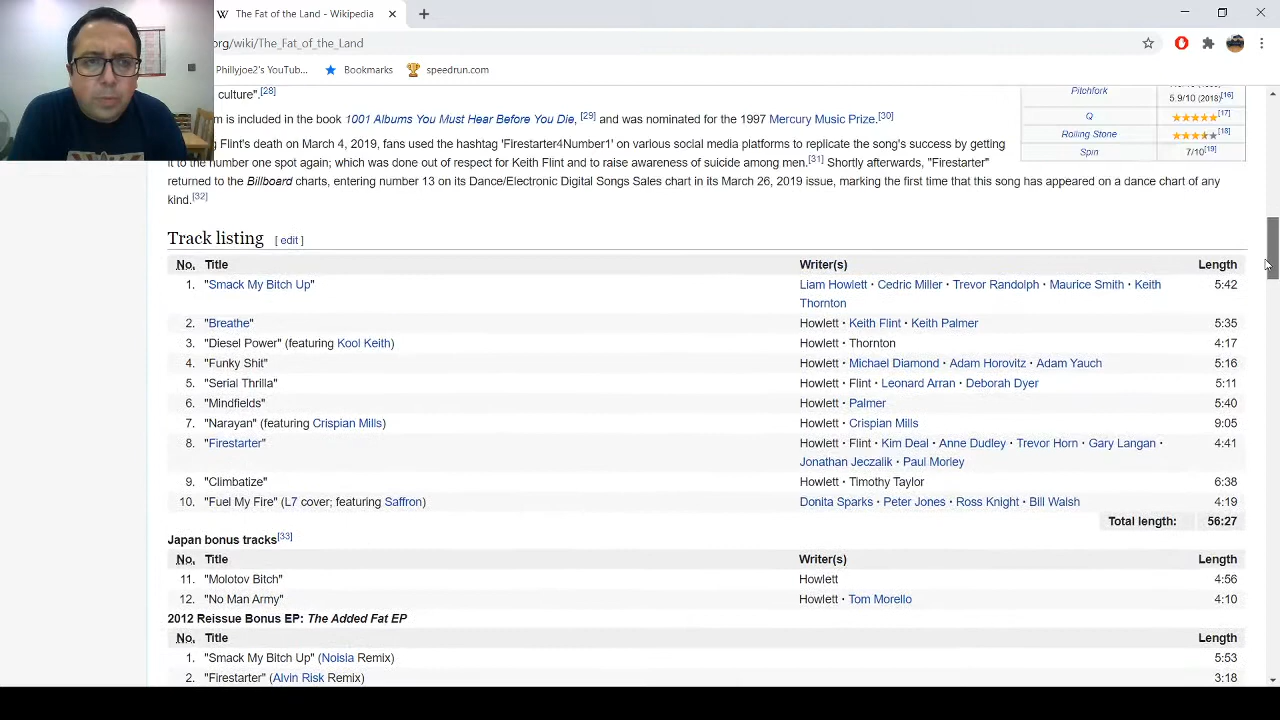 The Fat of the Land - Wikipedia
org/wiki/The_Fat_of_the_Land
Phillyjoe2's YouTub...
Bookmarks
speedrun.com
culture".[28]
is included in the book 1001 Albums You Must Hear Before You Die, [29] and was nominated for the 1997 Mercury Music Prize.[30]
Flint's death on March 4, 2019, fans used the hashtag 'Firestarter4Number1' on various social media platforms to replicate the song's success by getting
it to the number one spot again; which was done out of respect for Keith Flint and to raise awareness of suicide among men.[31] Shortly afterwards, "Firestarter"
returned to the Billboard charts, entering number 13 on its Dance/Electronic Digital Songs Sales chart in its March 26, 2019 issue, marking the first time that this song has appeared on a dance chart of any
kind.[32]
Pitchfork
5.9/10 (2018)[16]
Q ★★★★★[17]
Rolling Stone [18]
Spin 7/10[19]
Track listing [ edit ]
No. Title Writer(s) Length
1. "Smack My Bitch Up" Liam Howlett · Cedric Miller · Trevor Randolph · Maurice Smith · Keith Thornton 5:42
2. "Breathe" Howlett · Keith Flint · Keith Palmer 5:35
3. "Diesel Power" (featuring Kool Keith) Howlett · Thornton 4:17
4. "Funky Shit" Howlett · Michael Diamond · Adam Horovitz · Adam Yauch 5:16
5. "Serial Thrilla" Howlett · Flint · Leonard Arran · Deborah Dyer 5:11
6. "Mindfields" Howlett · Palmer 5:40
7. "Narayan" (featuring Crispian Mills) Howlett · Crispian Mills 9:05
8. "Firestarter" Howlett · Flint · Kim Deal · Anne Dudley · Trevor Horn · Gary Langan · Jonathan Jeczalik · Paul Morley 4:41
9. "Climbatize" Howlett · Timothy Taylor 6:38
10. "Fuel My Fire" (L7 cover; featuring Saffron) Donita Sparks · Peter Jones · Ross Knight · Bill Walsh 4:19
Total length: 56:27
Japan bonus tracks[33]
No. Title Writer(s) Length
11. "Molotov Bitch" Howlett 4:56
12. "No Man Army" Howlett · Tom Morello 4:10
2012 Reissue Bonus EP: The Added Fat EP
No. Title Length
1. "Smack My Bitch Up" (Noisia Remix) 5:53
2. "Firestarter" (Alvin Risk Remix) 3:18